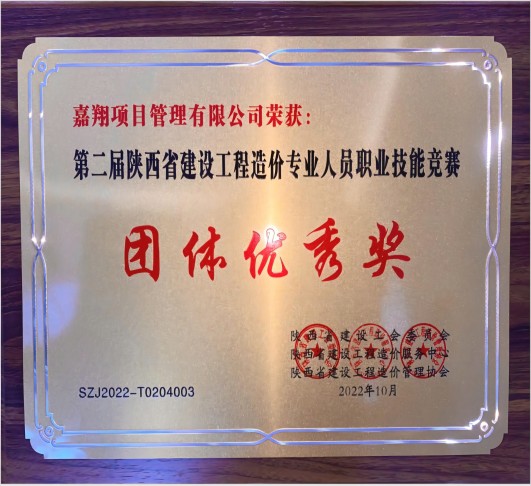 嘉翔项目管理有限公司荣获：
第二届陕西省建设工程造价专业人员职业技能竞赛
团体优秀奖
陕西省建设工会委员会
陕西省建设工程造价服务中心
陕西省建设工程造价管理协会
SZJ2022-T0204003
2022年10月